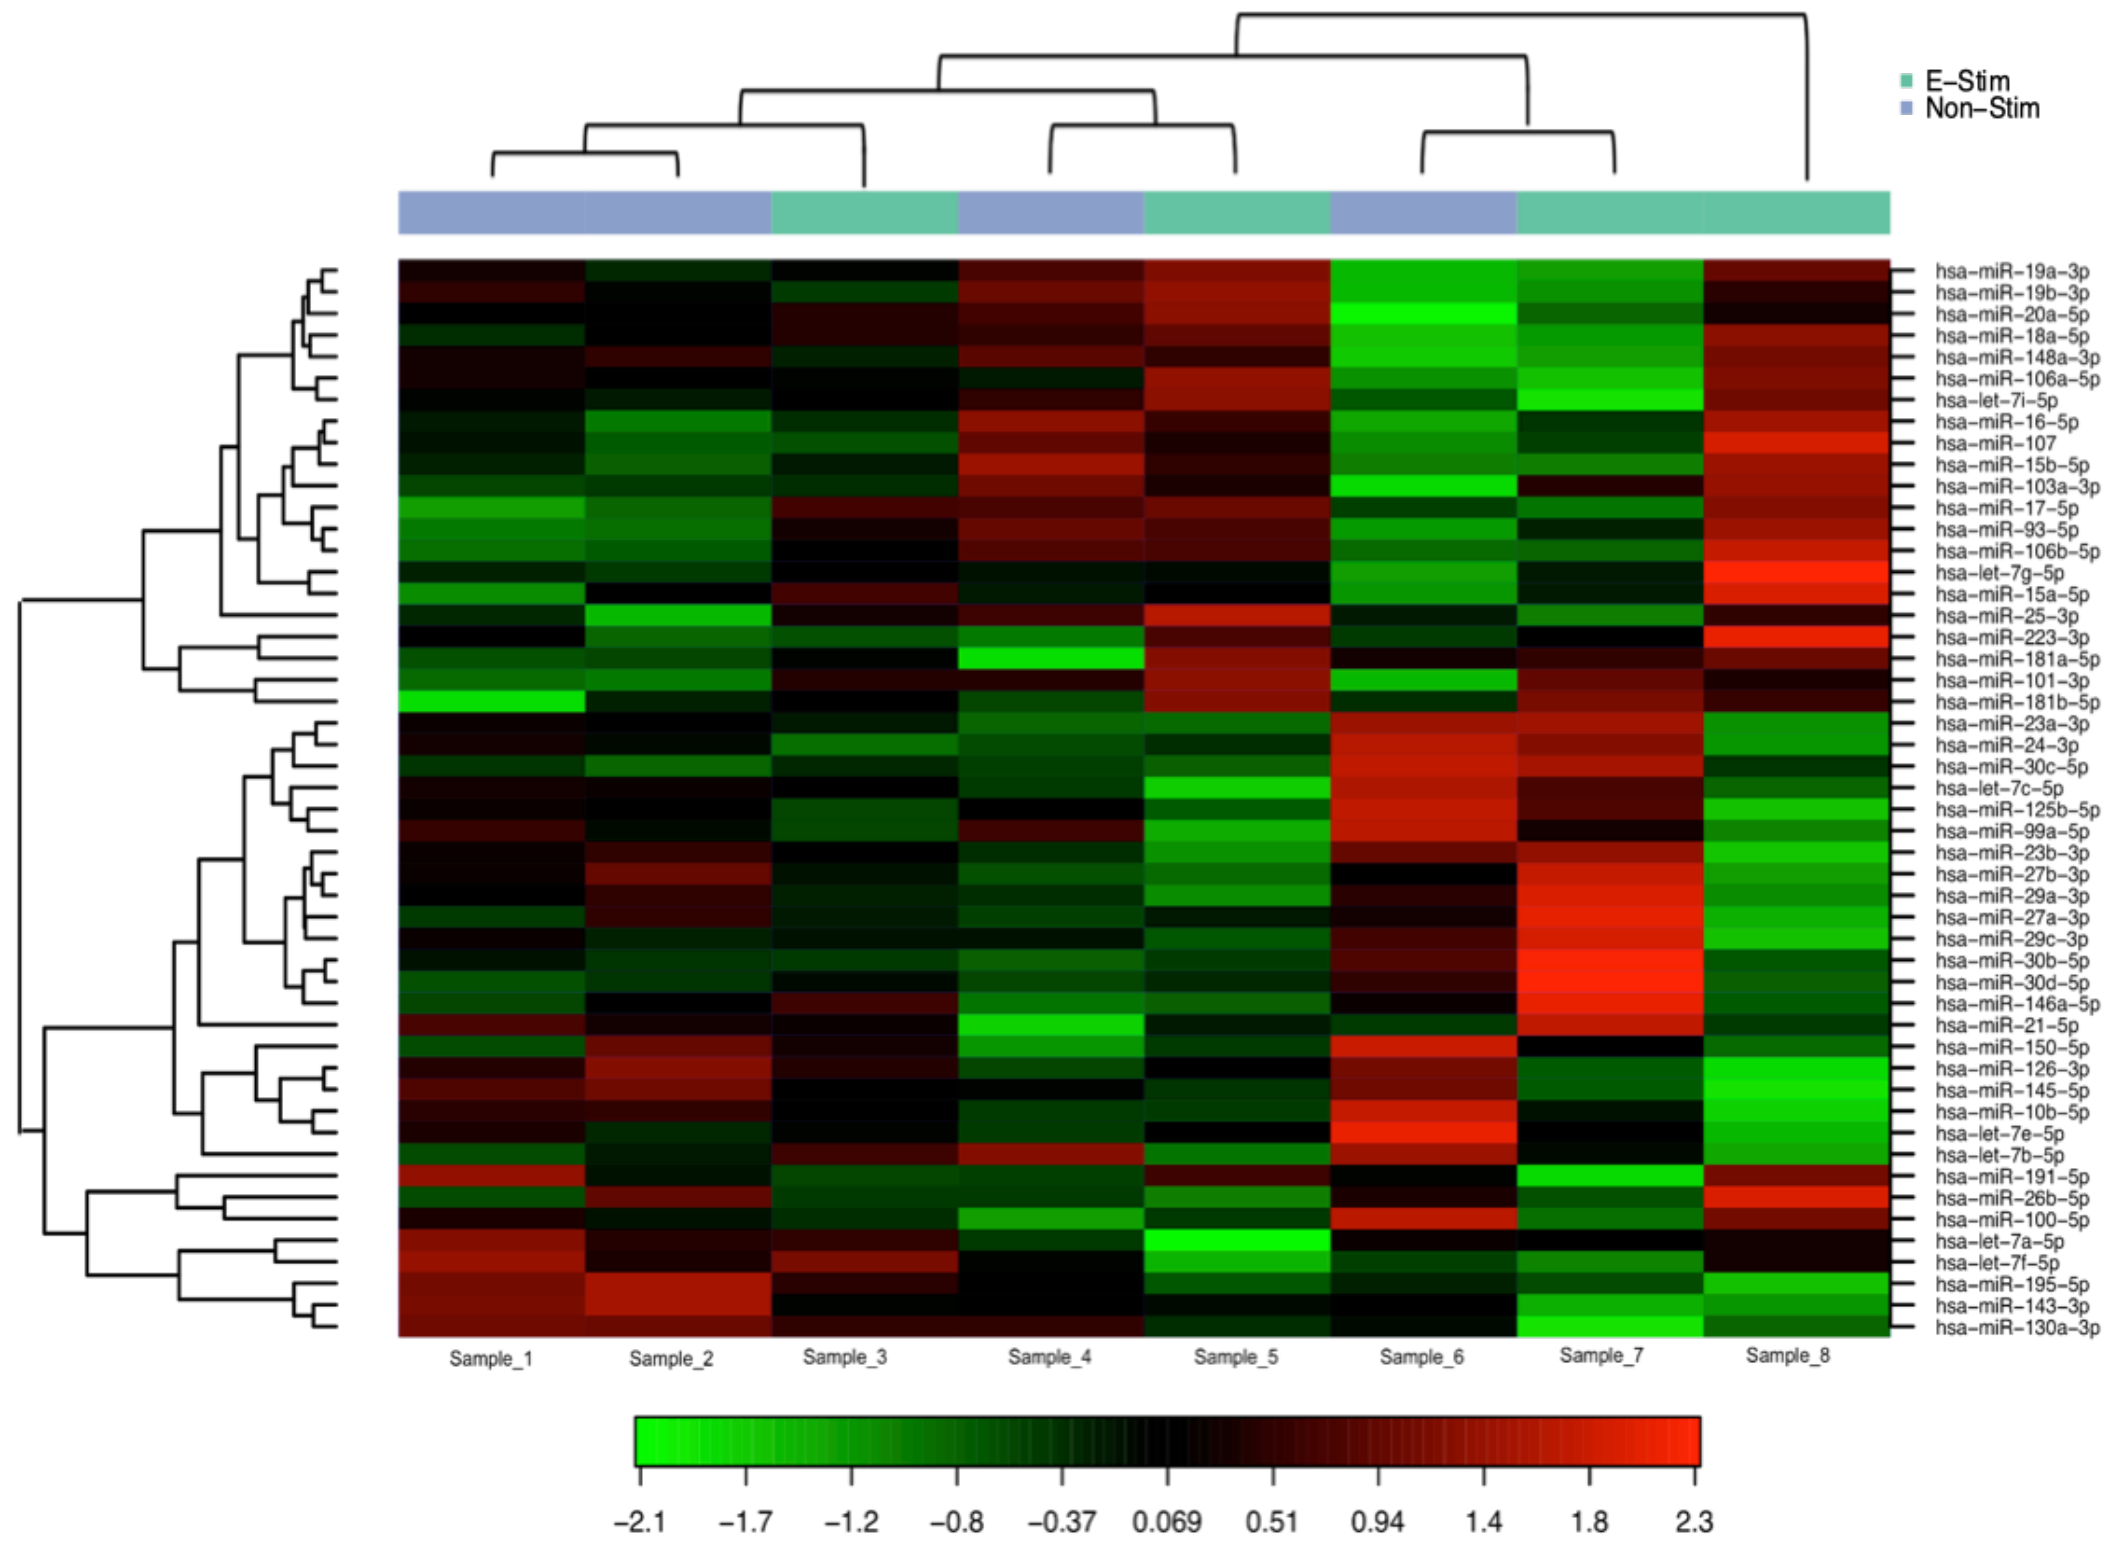 E–Stim
Non–Stim
hsa–miR–19a–3p
hsa–miR–19b–3p
hsa–miR–20a–5p
hsa–miR–18a–5p
hsa–miR–148a–3p
hsa–miR–106a–5p
hsa–let–7i–5p
hsa–miR–16–5p
hsa–miR–107
hsa–miR–15b–5p
hsa–miR–103a–3p
hsa–miR–17–5p
hsa–miR–93–5p
hsa–miR–106b–5p
hsa–let–7g–5p
hsa–miR–15a–5p
hsa–miR–25–3p
hsa–miR–223–3p
hsa–miR–181a–5p
hsa–miR–101–3p
hsa–miR–181b–5p
hsa–miR–23a–3p
hsa–miR–24–3p
hsa–miR–30c–5p
hsa–let–7c–5p
hsa–miR–125b–5p
hsa–miR–99a–5p
hsa–miR–23b–3p
hsa–miR–27b–3p
hsa–miR–29a–3p
hsa–miR–27a–3p
hsa–miR–29c–3p
hsa–miR–30b–5p
hsa–miR–30d–5p
hsa–miR–146a–5p
hsa–miR–21–5p
hsa–miR–150–5p
hsa–miR–126–3p
hsa–miR–145–5p
hsa–miR–10b–5p
hsa–let–7e–5p
hsa–let–7b–5p
hsa–miR–191–5p
hsa–miR–26b–5p
hsa–miR–100–5p
hsa–let–7a–5p
hsa–let–7f–5p
hsa–miR–195–5p
hsa–miR–143–3p
hsa–miR–130a–3p
Sample_1 Sample_2 Sample_3 Sample_4 Sample_5 Sample_6 Sample_7 Sample_8
–2.1 –1.7 –1.2 –0.8 –0.37 0.069 0.51 0.94 1.4 1.8 2.3